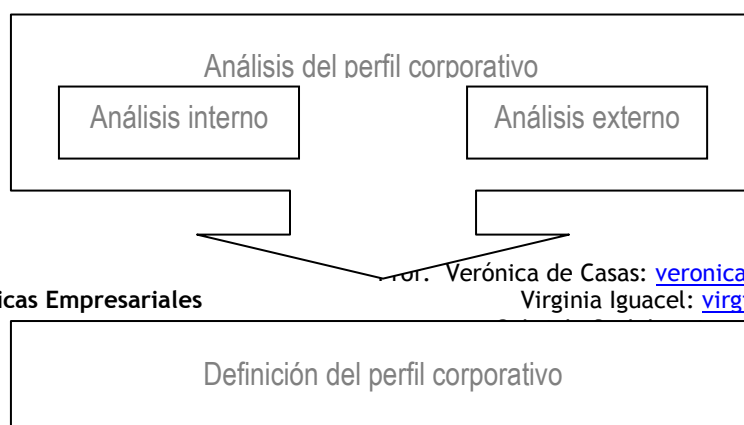 Análisis del perfil corporativo
Análisis interno
Análisis externo
Verónica de Casas: veronica
icas Empresariales
Virginia Iguacel: virg
Definición del perfil corporativo